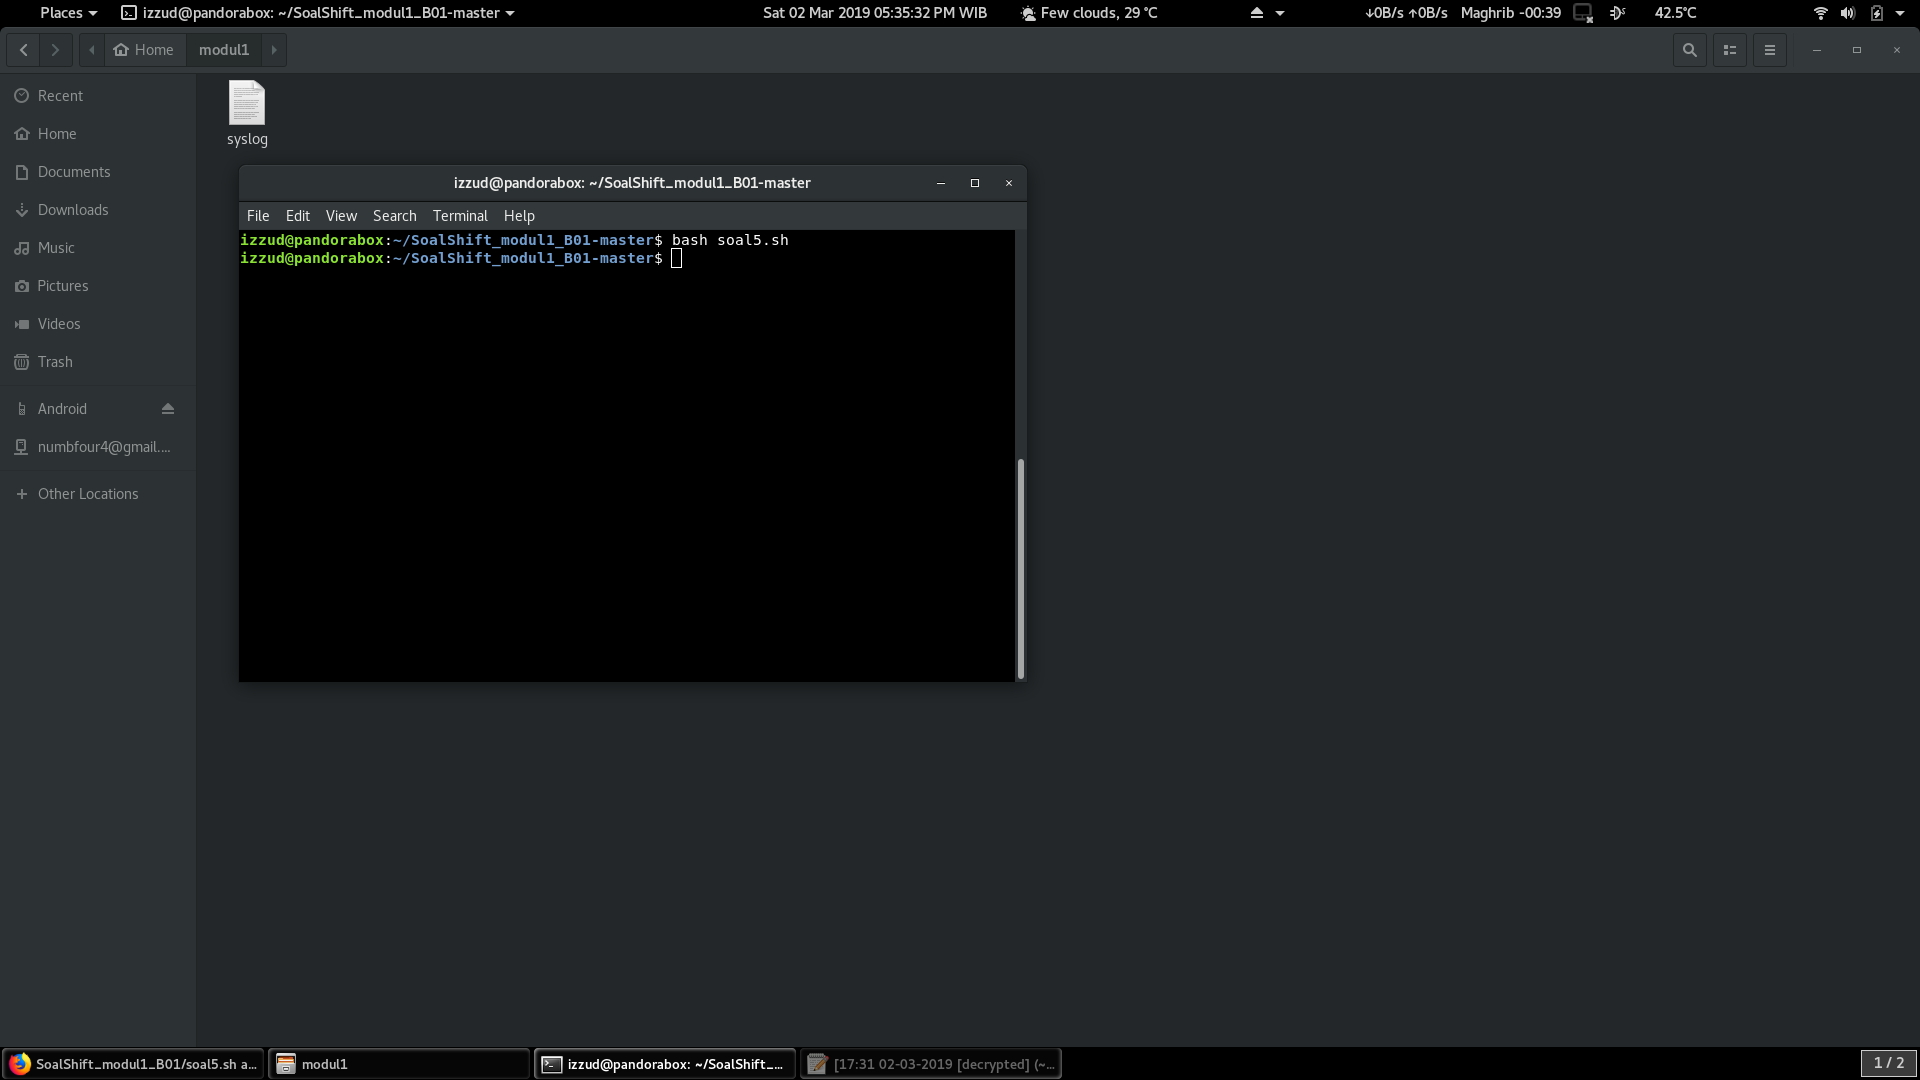 Places
izzud@pandorabox: ~/SoalShift_modul1_B01-master
Sat 02 Mar 2019 05:35:32 PM WIB
Few clouds, 29 °C
↓0B/s ↑0B/s
Maghrib -00:39
42.5°C
Home
modul1
Recent
Home
Documents
Downloads
Music
Pictures
Videos
Trash
Android
numbfour4@gmail....
Other Locations
syslog
izzud@pandorabox: ~/SoalShift_modul1_B01-master
File Edit View Search Terminal Help
izzud@pandorabox:~/SoalShift_modul1_B01-master$ bash soal5.sh
izzud@pandorabox:~/SoalShift_modul1_B01-master$
SoalShift_modul1_B01/soal5.sh a...
modul1
izzud@pandorabox: ~/SoalShift_...
[17:31 02-03-2019 [decrypted] (~...
1 / 2